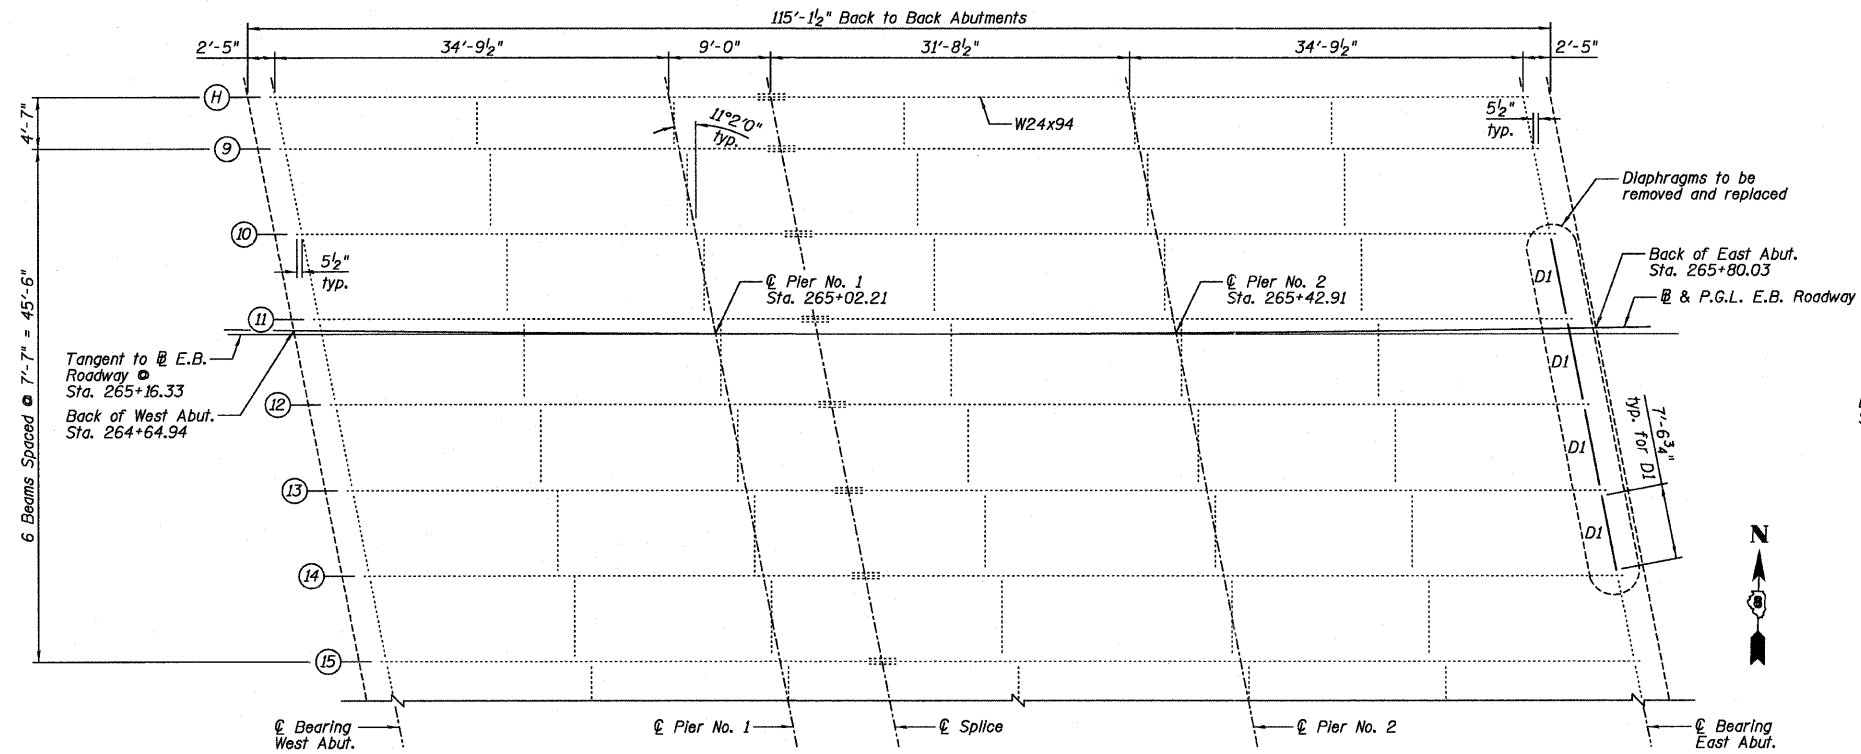 115'-1½" Back to Back Abutments
2'-5"
34'-9½"
9'-0"
31'-8½"
34'-9½"
2'-5"
4'-7"
6 Beams Spaced @ 7'-7" = 45'-6"
H
9
10
11
12
13
14
15
11°2'0"
typ.
W24x94
5½"
typ.
Diaphragms to be
removed and replaced
5½"
typ.
℄ Pier No. 1
Sta. 265+02.21
℄ Pier No. 2
Sta. 265+42.91
Back of East Abut.
Sta. 265+80.03
ⴊ & P.G.L. E.B. Roadway
Tangent to ⴊ E.B.
Roadway @
Sta. 265+16.33
Back of West Abut.
Sta. 264+64.94
D1
D1
D1
D1
7'-6¾"
typ. for D1
N
℄ Bearing
West Abut.
℄ Pier No. 1
℄ Splice
℄ Pier No. 2
℄ Bearing
East Abut.